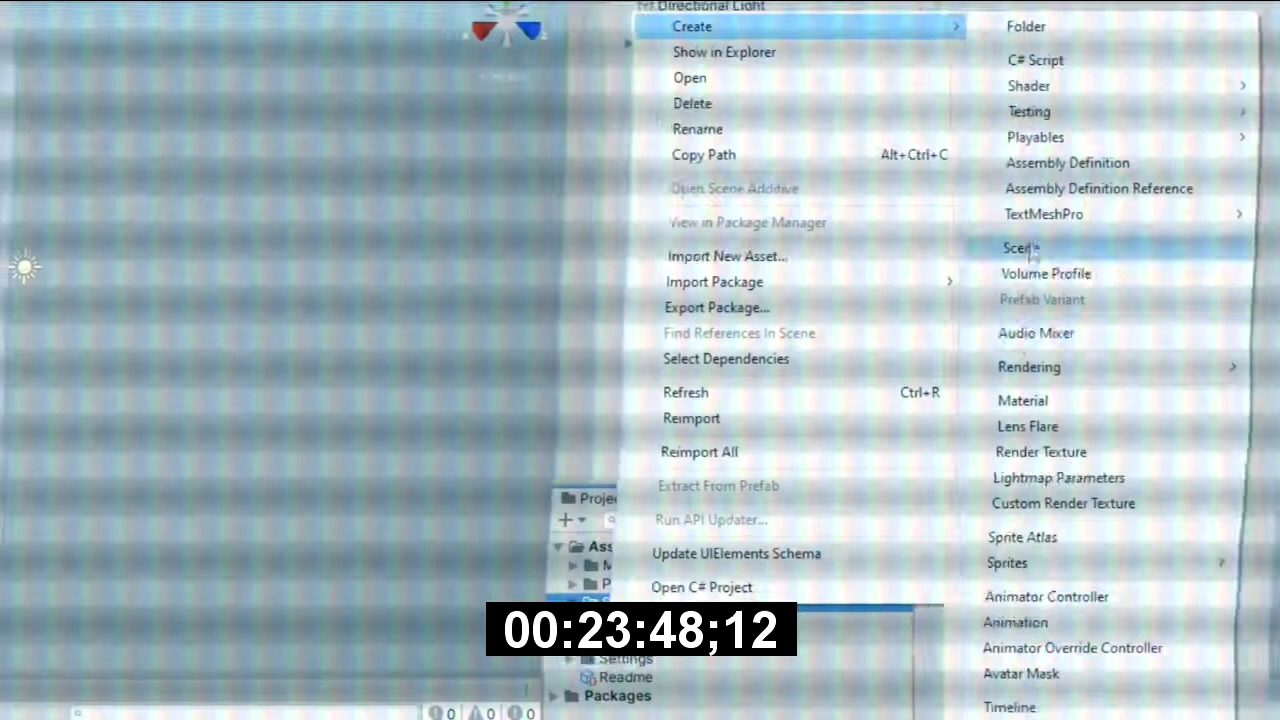 Directional Light
Create
Show in Explorer
Open
Delete
Rename
Copy Path Alt+Ctrl+C
Open Scene Additive
View in Package Manager
Import New Asset...
Import Package
Export Package...
Find References In Scene
Select Dependencies
Refresh Ctrl+R
Reimport
Reimport All
Extract From Prefab
Run API Updater...
Update UIElements Schema
Open C# Project
Folder
C# Script
Shader
Testing
Playables
Assembly Definition
Assembly Definition Reference
TextMeshPro
Scene
Volume Profile
Prefab Variant
Audio Mixer
Rendering
Material
Lens Flare
Render Texture
Lightmap Parameters
Custom Render Texture
Sprite Atlas
Sprites
Animator Controller
Animation
Animator Override Controller
Avatar Mask
Timeline
Projec
Ass
M
P
Settings
Readme
Packages
0 0 0
00:23:48;12